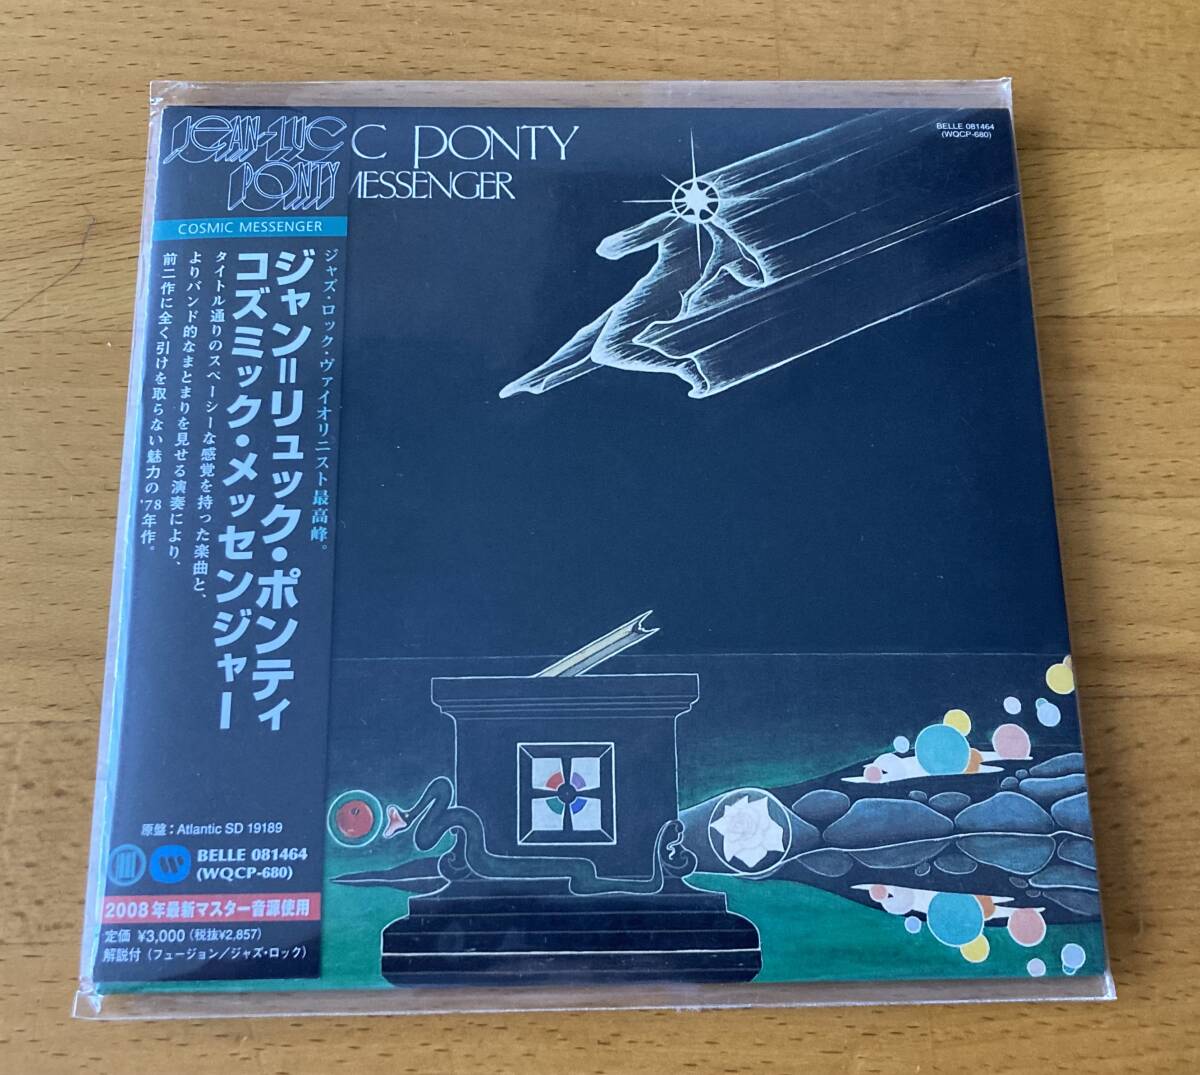 JEAN-LUC
PONTY
COSMIC MESSENGER
ジャズ・ロック・ヴァイオリニスト最高峰。
ジャン=リュック・ポンティ
コズミック・メッセンジャー
タイトル通りのスペーシーな感覚を持った楽曲と、
よりバンド的なまとまりを見せる演奏により、
前二作に全く引けを取らない魅力の'78年作。
原盤:Atlantic SD 19189
BELLE 081464
(WQCP-680)
2008年最新マスター音源使用
定価 ¥3,000(税抜¥2,857)
解説付(フュージョン/ジャズ・ロック)
C PONTY
MESSENGER
BELLE 081464
(WQCP-680)